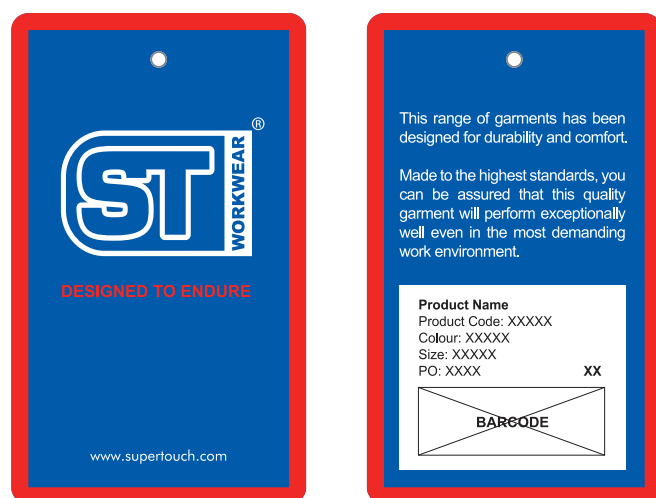 ST
WORKWEAR
®
DESIGNED TO ENDURE
www.supertouch.com
This range of garments has been
designed for durability and comfort.
Made to the highest standards, you
can be assured that this quality
garment will perform exceptionally
well even in the most demanding
work environment.
Product Name
Product Code: XXXXX
Colour: XXXXX
Size: XXXXX
PO: XXXX XX
BARCODE